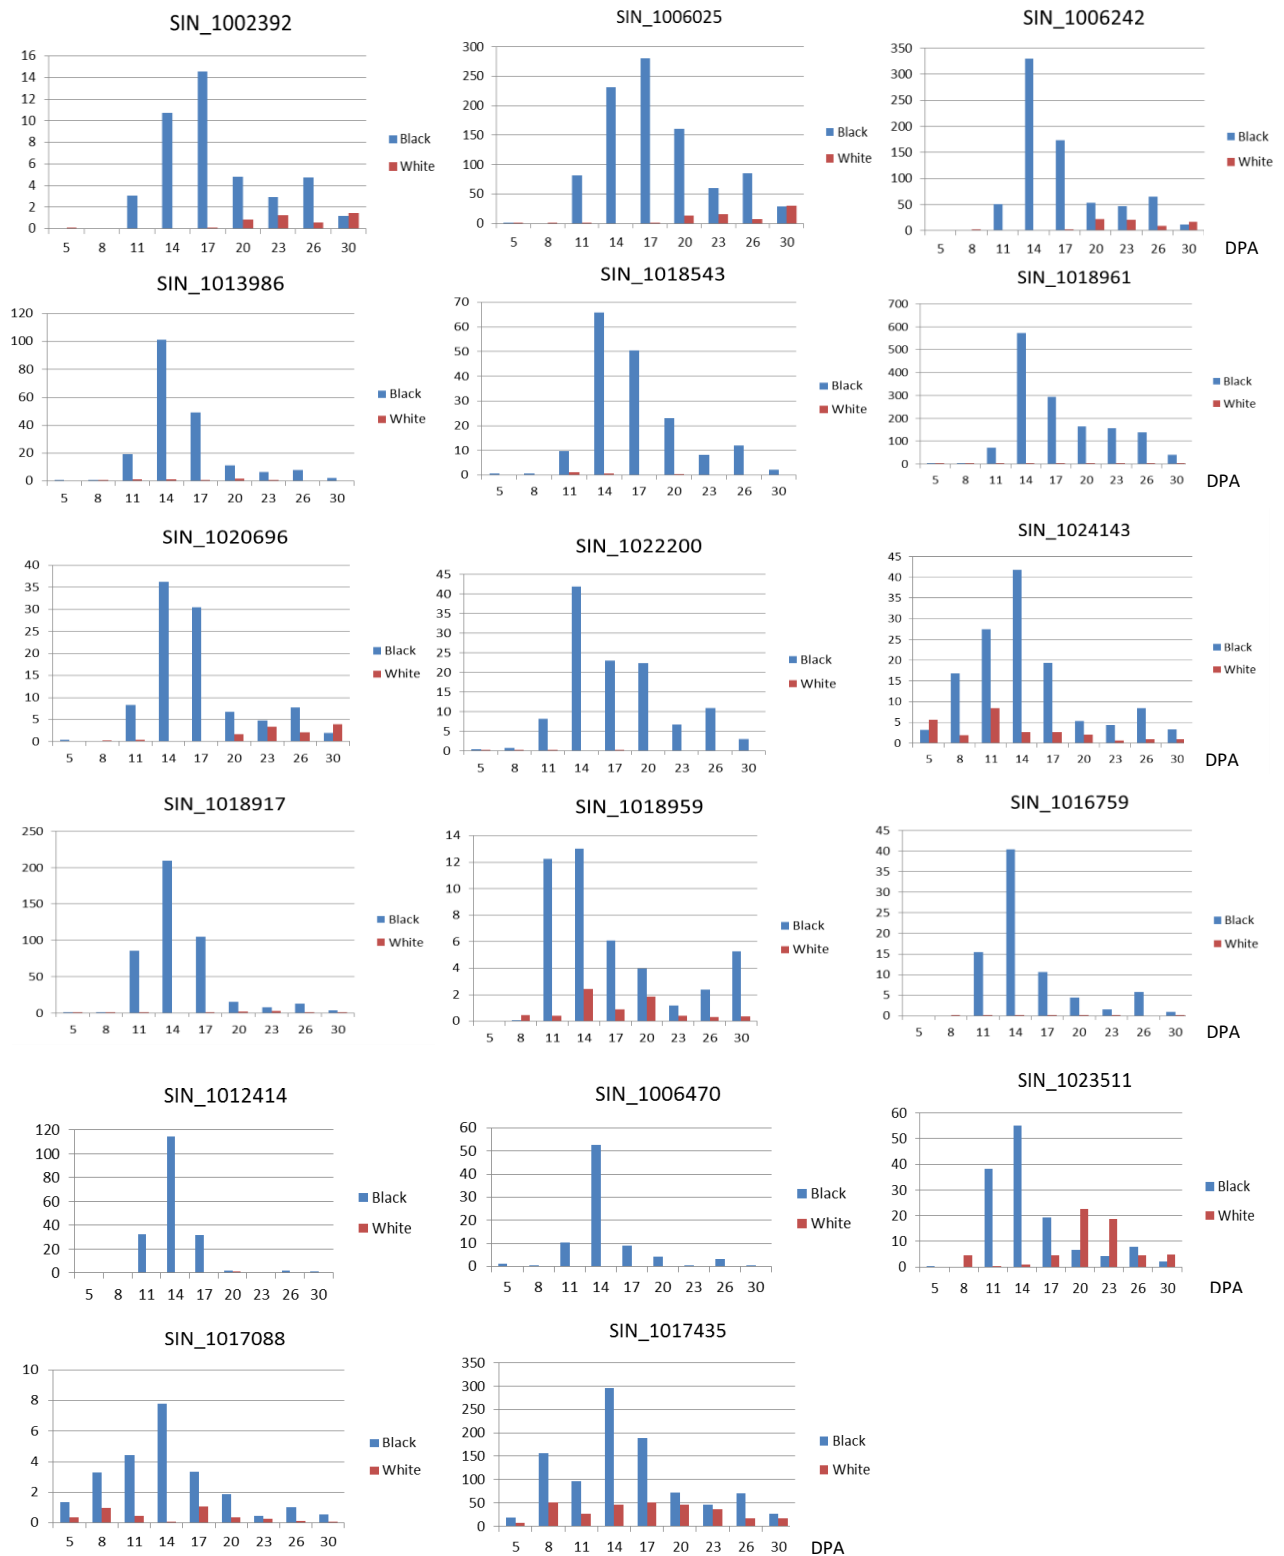 SIN_1002392
16
14
12
10
8
6
4
2
0
5 8 11 14 17 20 23 26 30
Black
White
SIN_1006025
300
250
200
150
100
50
0
5 8 11 14 17 20 23 26 30
Black
White
SIN_1006242
350
300
250
200
150
100
50
0
5 8 11 14 17 20 23 26 30
Black
White
DPA
SIN_1013986
120
100
80
60
40
20
0
5 8 11 14 17 20 23 26 30
Black
White
SIN_1018543
70
60
50
40
30
20
10
0
5 8 11 14 17 20 23 26 30
Black
White
SIN_1018961
700
600
500
400
300
200
100
0
5 8 11 14 17 20 23 26 30
Black
White
DPA
SIN_1020696
40
35
30
25
20
15
10
5
0
5 8 11 14 17 20 23 26 30
Black
White
SIN_1022200
45
40
35
30
25
20
15
10
5
0
5 8 11 14 17 20 23 26 30
Black
White
SIN_1024143
45
40
35
30
25
20
15
10
5
0
5 8 11 14 17 20 23 26 30
Black
White
DPA
SIN_1018917
250
200
150
100
50
0
5 8 11 14 17 20 23 26 30
Black
White
SIN_1018959
14
12
10
8
6
4
2
0
5 8 11 14 17 20 23 26 30
Black
White
SIN_1016759
45
40
35
30
25
20
15
10
5
0
5 8 11 14 17 20 23 26 30
Black
White
DPA
SIN_1012414
120
100
80
60
40
20
0
5 8 11 14 17 20 23 26 30
Black
White
SIN_1006470
60
50
40
30
20
10
0
5 8 11 14 17 20 23 26 30
Black
White
SIN_1023511
60
50
40
30
20
10
0
5 8 11 14 17 20 23 26 30
Black
White
DPA
SIN_1017088
10
8
6
4
2
0
5 8 11 14 17 20 23 26 30
Black
White
SIN_1017435
350
300
250
200
150
100
50
0
5 8 11 14 17 20 23 26 30
Black
White
DPA